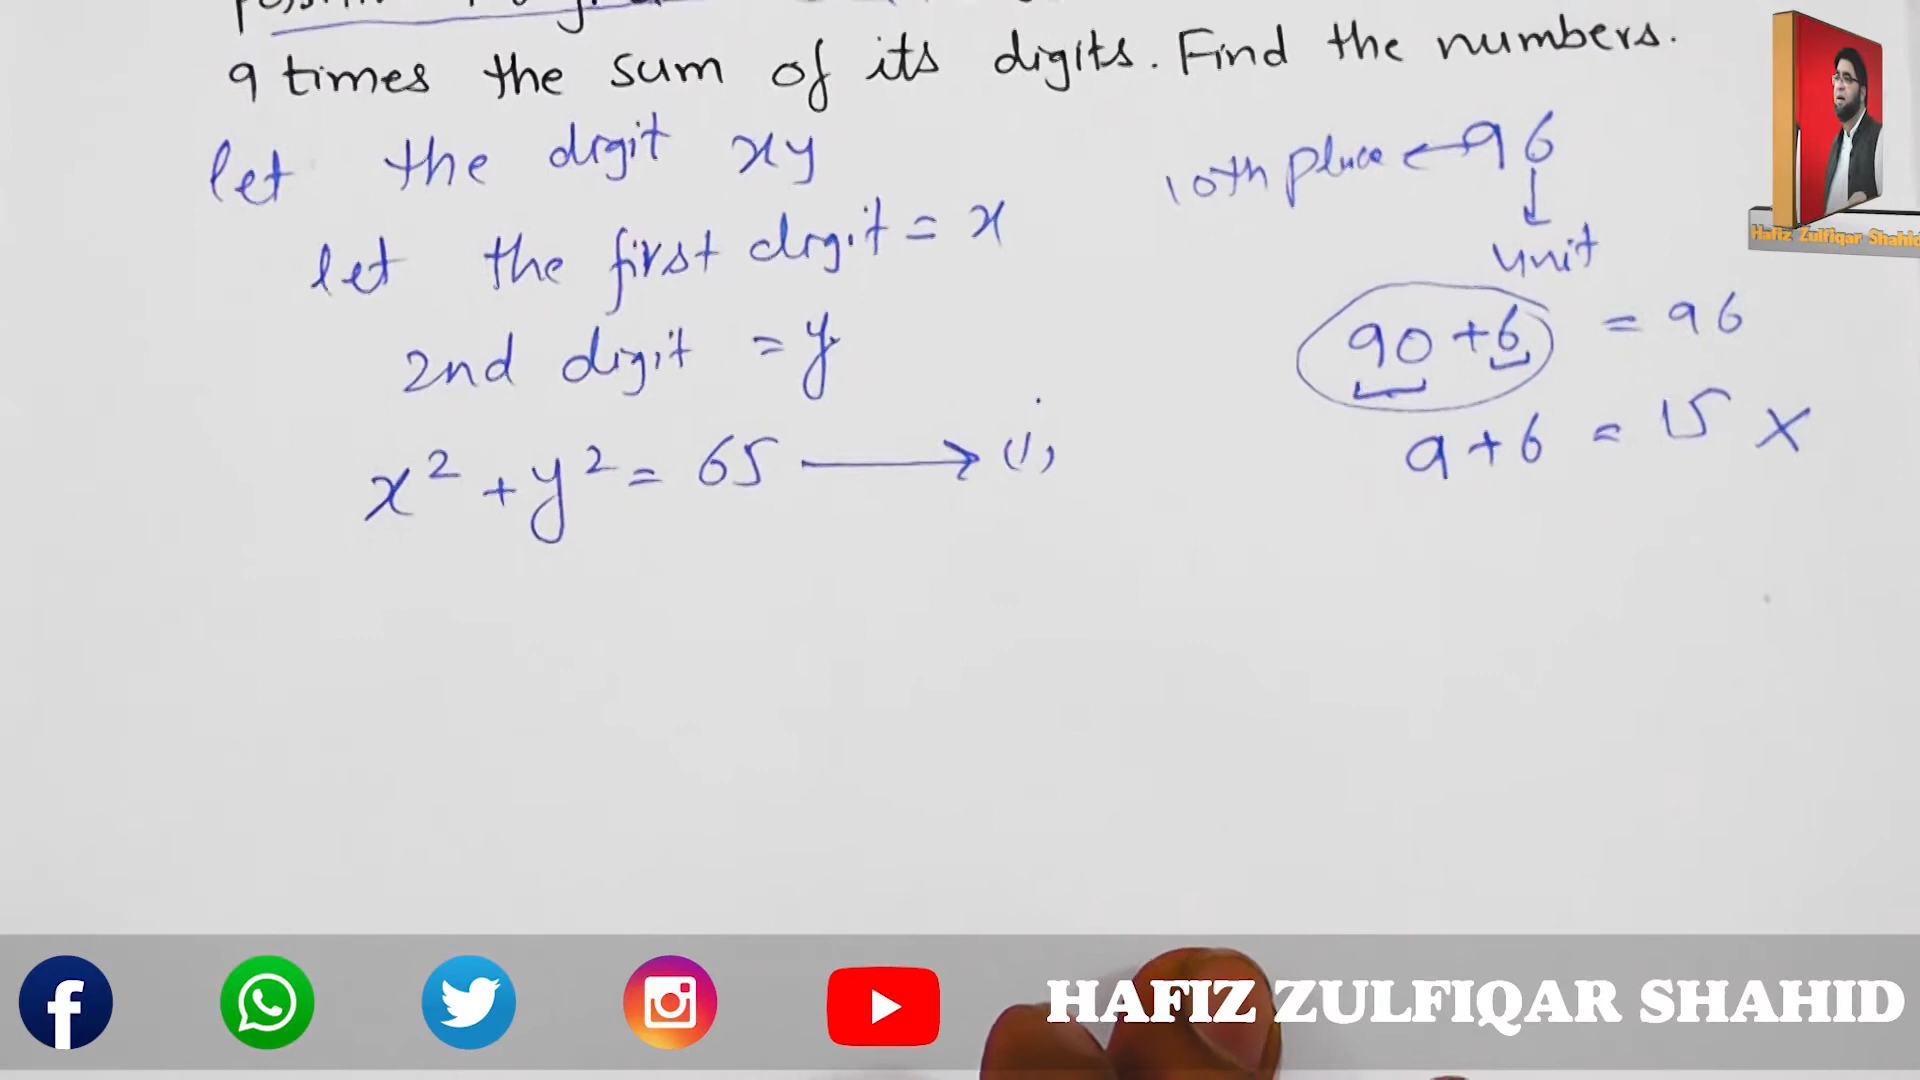 9 times the sum of its digits. Find the numbers.
let the digit xy
let the first digit = x
2nd digit = y
x² + y² = 65 ⟶ (1)
10th place ← 96
↓
unit
90 + 6 = 96
9 + 6 = 15 ×
Hafiz Zulfiqar Shahid
HAFIZ ZULFIQAR SHAHID